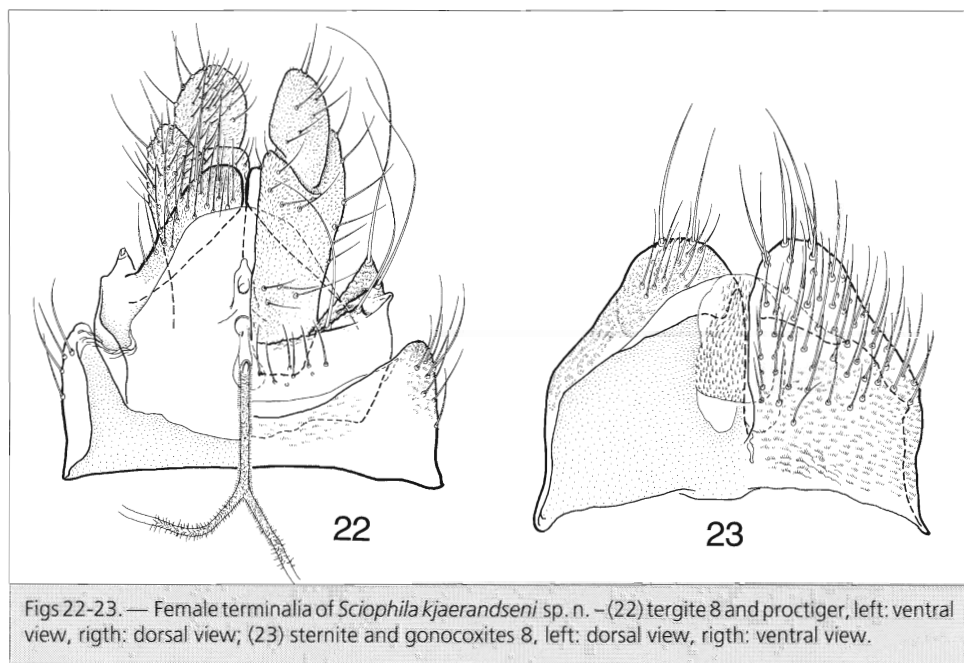 22
23
Figs 22-23. — Female terminalia of Sciophila kjaerandseni sp. n. – (22) tergite 8 and proctiger, left: ventral
view, rigth: dorsal view; (23) sternite and gonocoxites 8, left: dorsal view, rigth: ventral view.